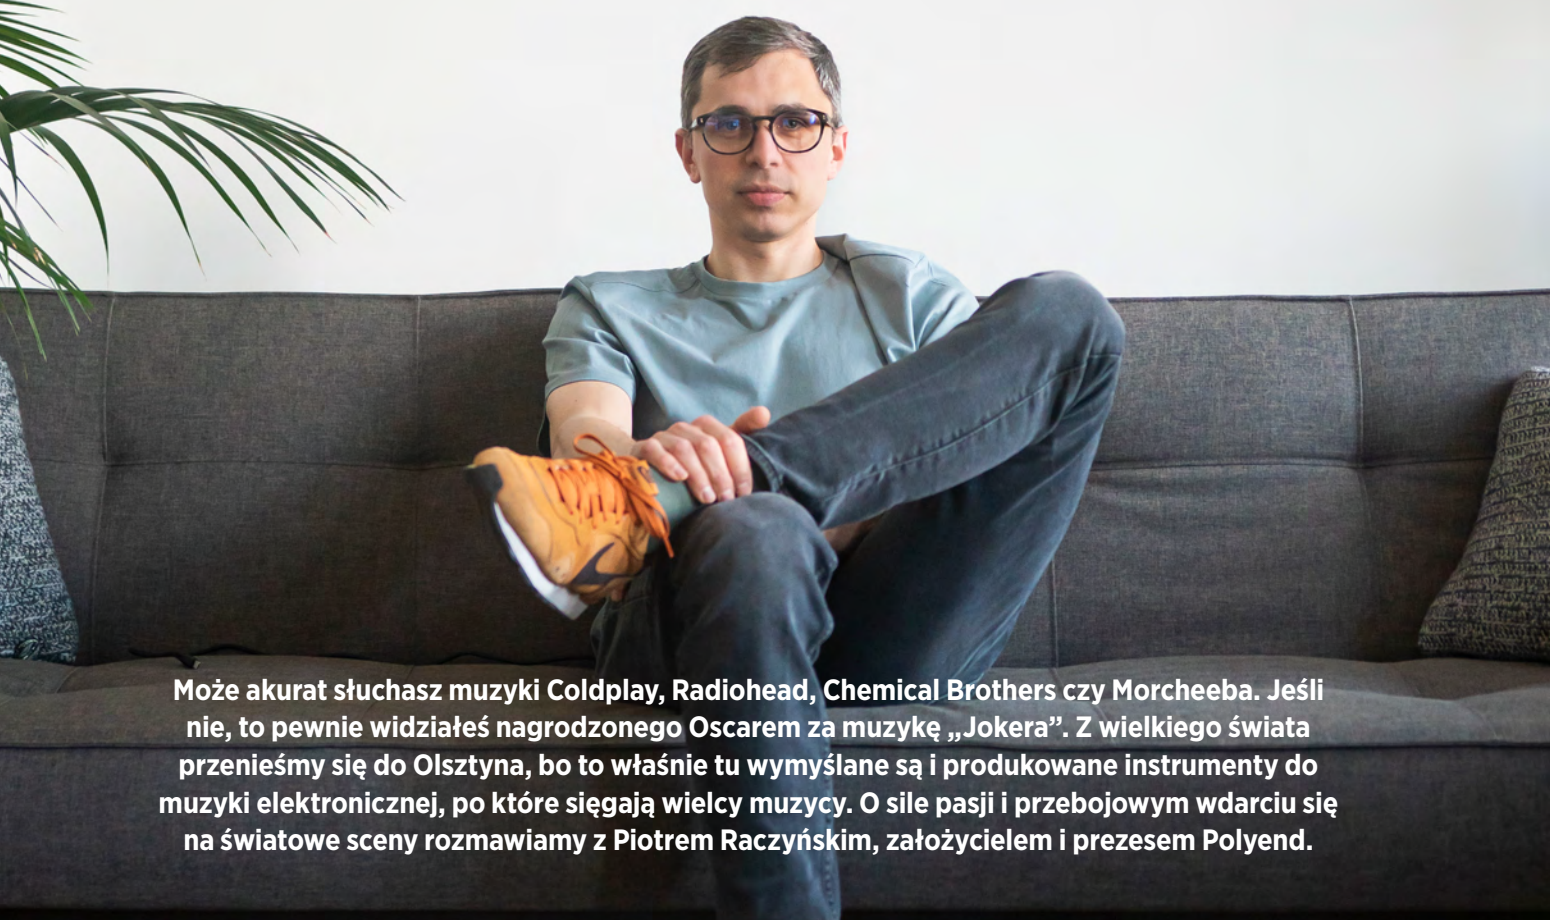 Może akurat słuchasz muzyki Coldplay, Radiohead, Chemical Brothers czy Morcheeba. Jeśli
nie, to pewnie widziałeś nagrodzonego Oscarem za muzykę „Jokera”. Z wielkiego świata
przenieśmy się do Olsztyna, bo to właśnie tu wymyślane są i produkowane instrumenty do
muzyki elektronicznej, po które sięgają wielcy muzycy. O sile pasji i przebojowym wdarciu się
na światowe sceny rozmawiamy z Piotrem Raczyńskim, założycielem i prezesem Polyend.